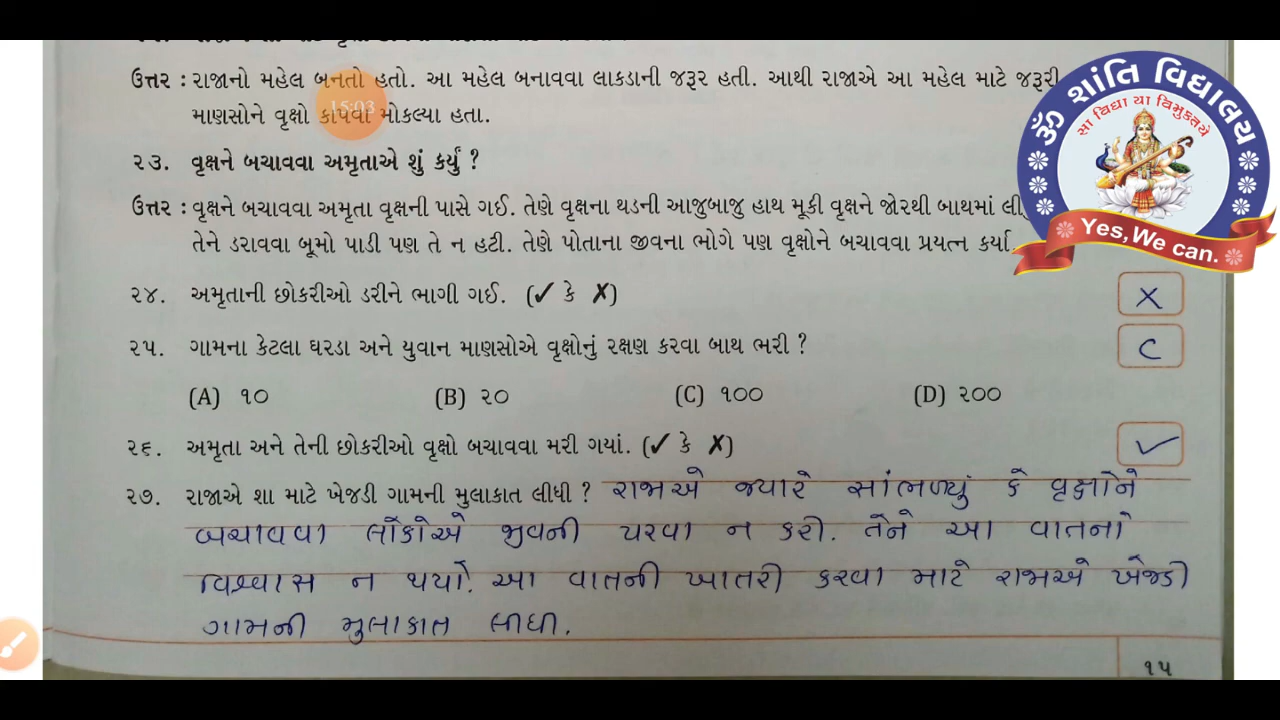 ઉત્તર : રાજાનો મહેલ બનતો હતો. આ મહેલ બનાવવા લાકડાની જરૂર હતી. આથી રાજાએ આ મહેલ માટે જરૂરી
માણસોને વૃક્ષો કાપવા મોકલ્યા હતા.
15:03
૨૩. વૃક્ષને બચાવવા અમૃતાએ શું કર્યું ?
ઉત્તર : વૃક્ષને બચાવવા અમૃતા વૃક્ષની પાસે ગઈ. તેણે વૃક્ષના થડની આજુબાજુ હાથ મૂકી વૃક્ષને જોરથી બાથમાં
તેને ડરાવવા બૂમો પાડી પણ તે ન હટી. તેણે પોતાના જીવના ભોગે પણ વૃક્ષોને બચાવવા પ્રયત્ન કર્યા.
૨૪. અમૃતાની છોકરીઓ ડરીને ભાગી ગઈ. (✓ કે ✗) X
૨૫. ગામના કેટલા ઘરડા અને યુવાન માણસોએ વૃક્ષોનું રક્ષણ કરવા બાથ ભરી ? C
(A) ૧૦ (B) ૨૦ (C) ૧૦૦ (D) ૨૦૦
૨૬. અમૃતા અને તેની છોકરીઓ વૃક્ષો બચાવવા મરી ગયાં. (✓ કે ✗) ✓
૨૭. રાજાએ શા માટે ખેજડી ગામની મુલાકાત લીધી ? રાજાએ જ્યારે સાંભળ્યું કે વૃક્ષોને
બચાવવા લોકોએ જીવની પરવા ન કરી. તેને આ વાતનો
વિશ્વાસ ન થયો. આ વાતની ખાતરી કરવા માટે રાજાએ ખેજડી
ગામની મુલાકાત લીધી.
૧૫
ૐ શાંતિ વિદ્યાલય
સા વિદ્યા યા વિમુક્તયે
Yes, We can.